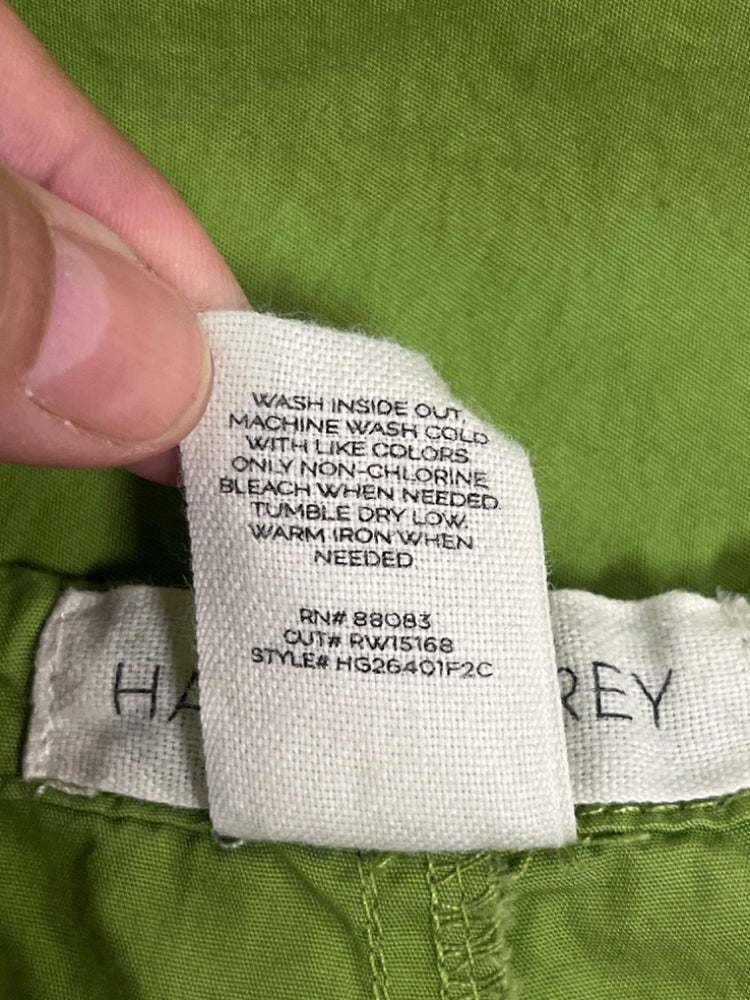 WASH INSIDE OUT,
MACHINE WASH COLD
WITH LIKE COLORS.
ONLY NON-CHLORINE
BLEACH WHEN NEEDED.
TUMBLE DRY LOW.
WARM IRON WHEN
NEEDED
RN# 88083
CUT# RW15168
STYLE# HG26401F2C
HA REY